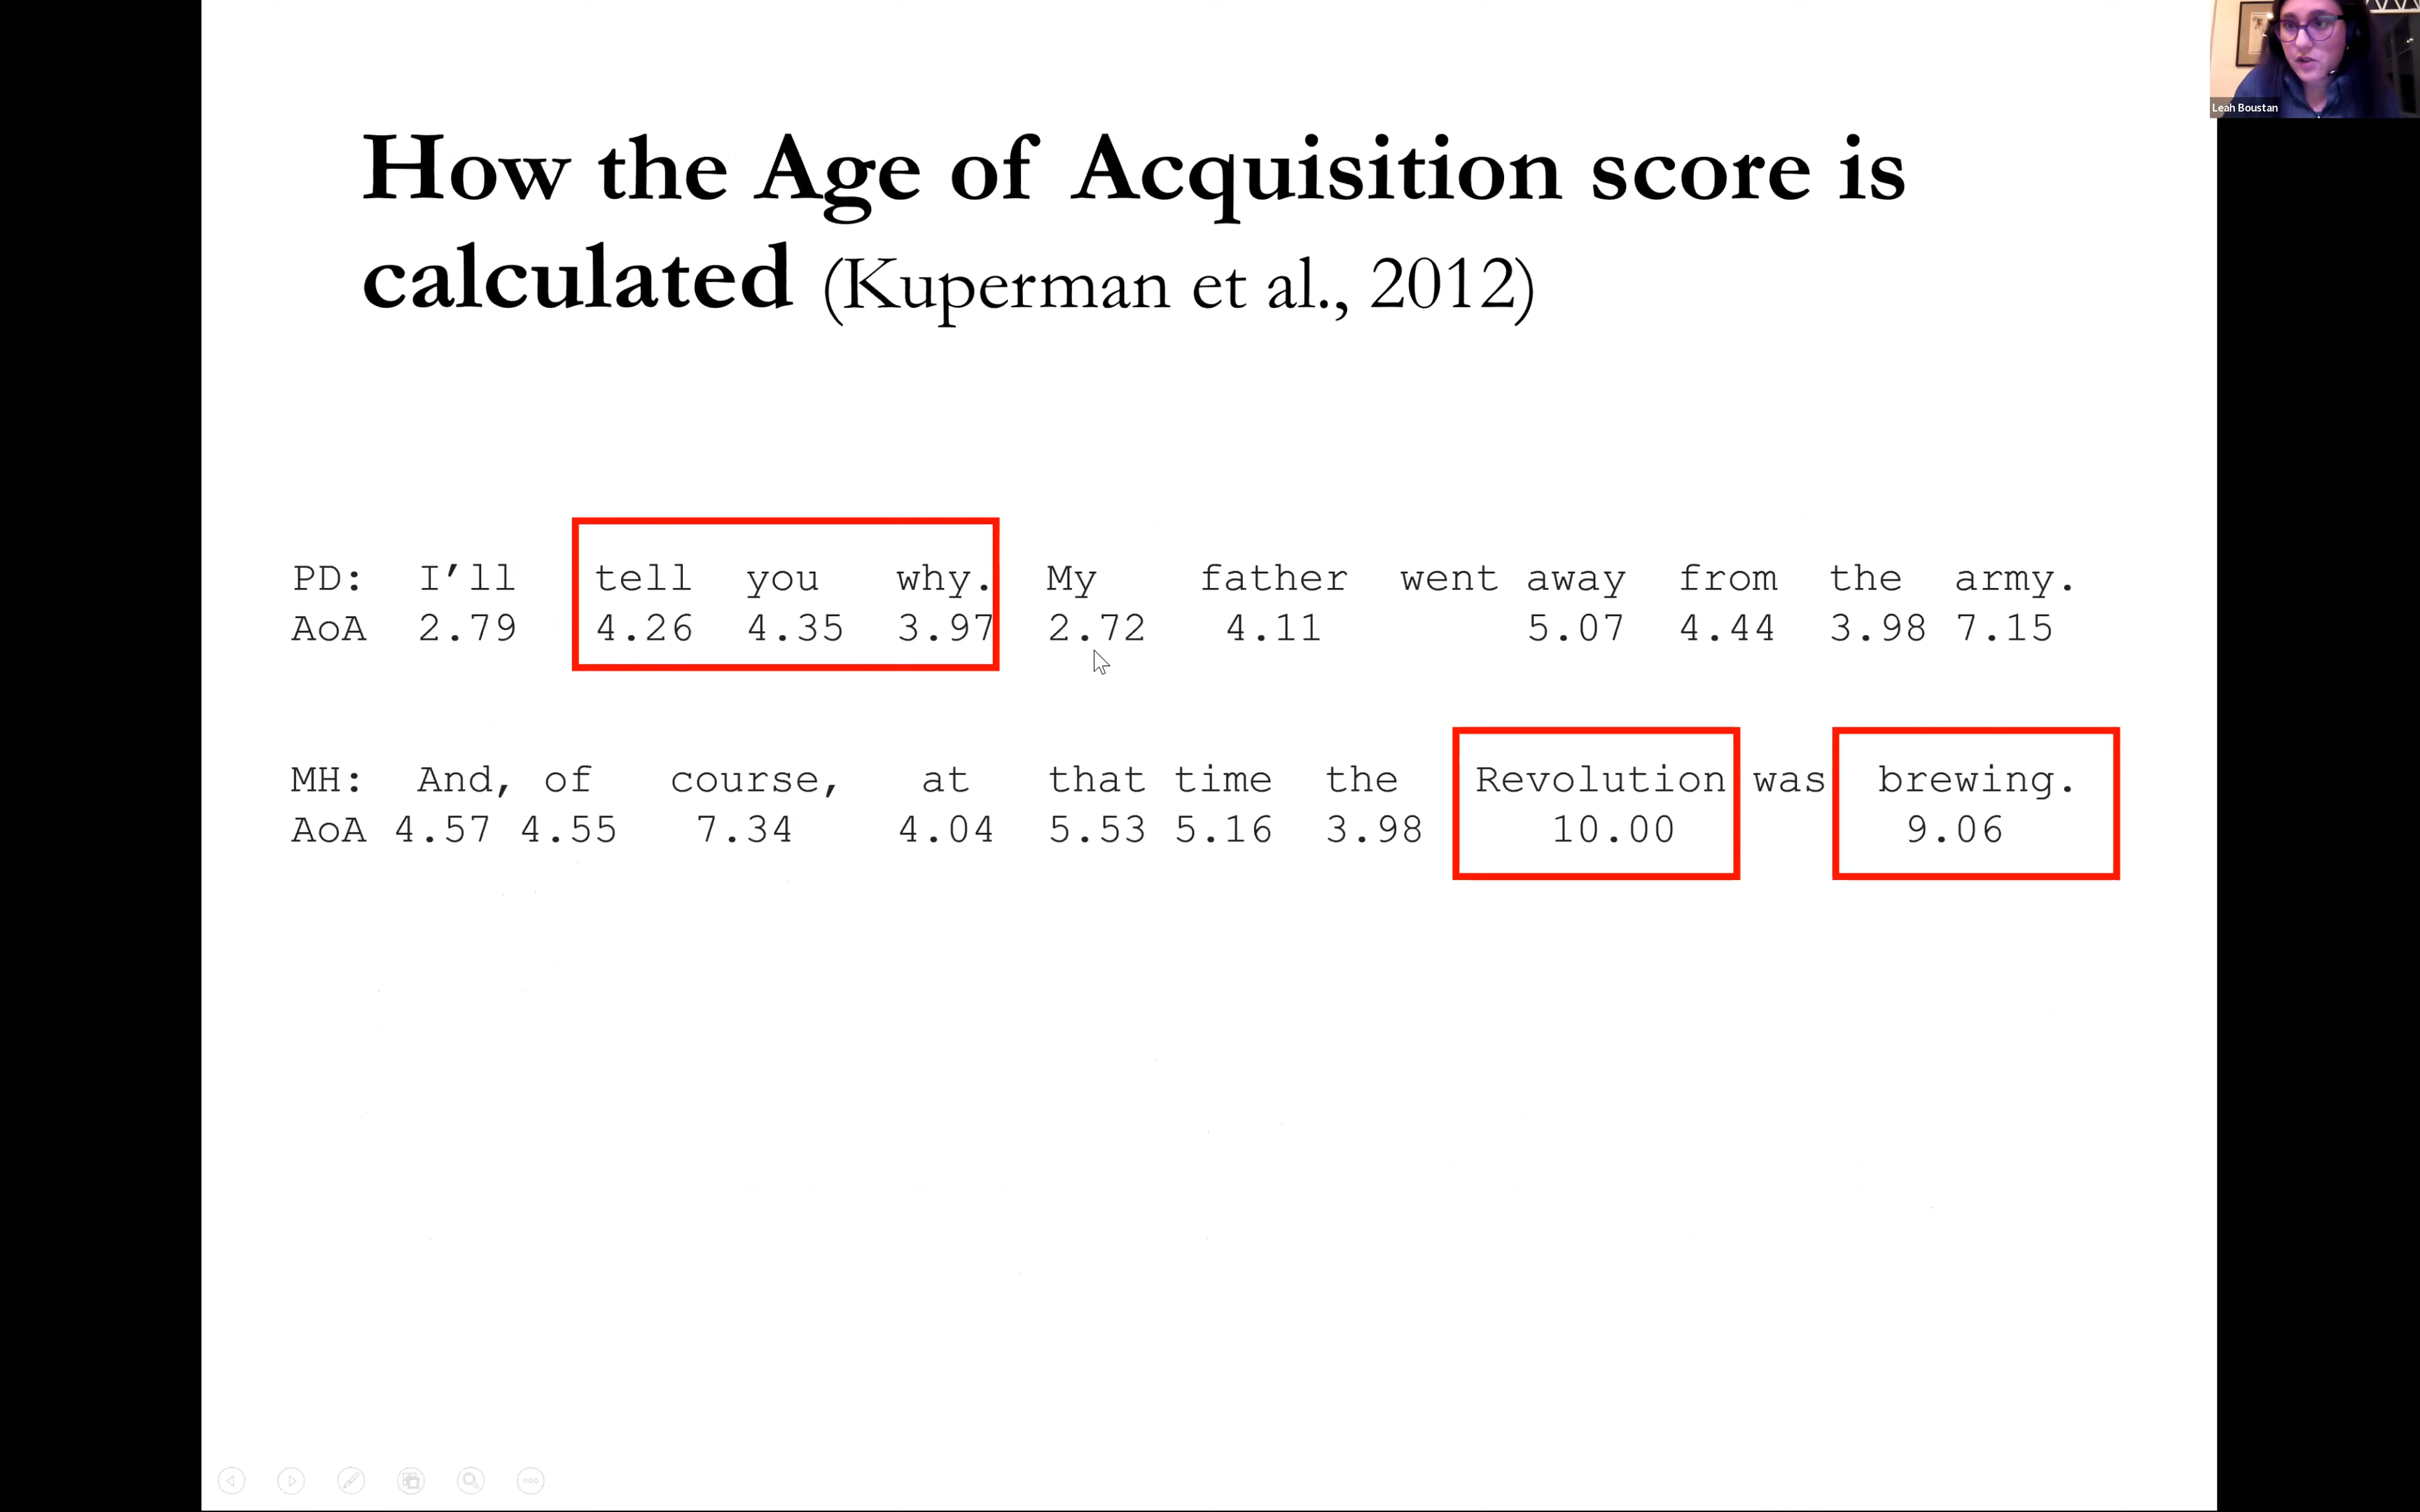 Leah Boustan
How the Age of Acquisition score is
calculated (Kuperman et al., 2012)
PD: I’ll tell you why. My father went away from the army.
AoA 2.79 4.26 4.35 3.97 2.72 4.11 5.07 4.44 3.98 7.15
MH: And, of course, at that time the Revolution was brewing.
AoA 4.57 4.55 7.34 4.04 5.53 5.16 3.98 10.00 9.06